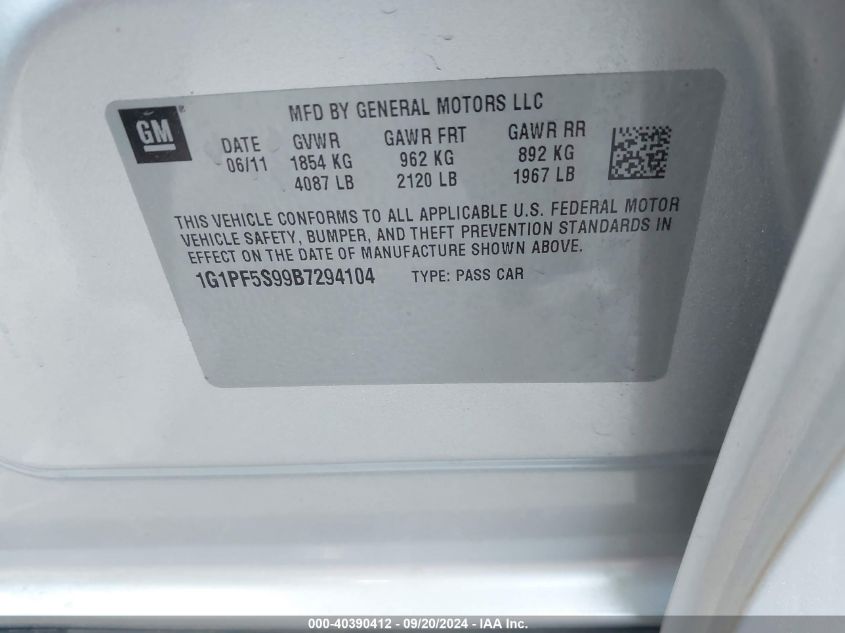 GM®
MFD BY GENERAL MOTORS LLC
DATE GVWR GAWR FRT GAWR RR
06/11 1854 KG 962 KG 892 KG
4087 LB 2120 LB 1967 LB
THIS VEHICLE CONFORMS TO ALL APPLICABLE U.S. FEDERAL MOTOR
VEHICLE SAFETY, BUMPER, AND THEFT PREVENTION STANDARDS IN
EFFECT ON THE DATE OF MANUFACTURE SHOWN ABOVE.
1G1PF5S99B7294104 TYPE: PASS CAR
000-40390412 - 09/20/2024 - IAA Inc.